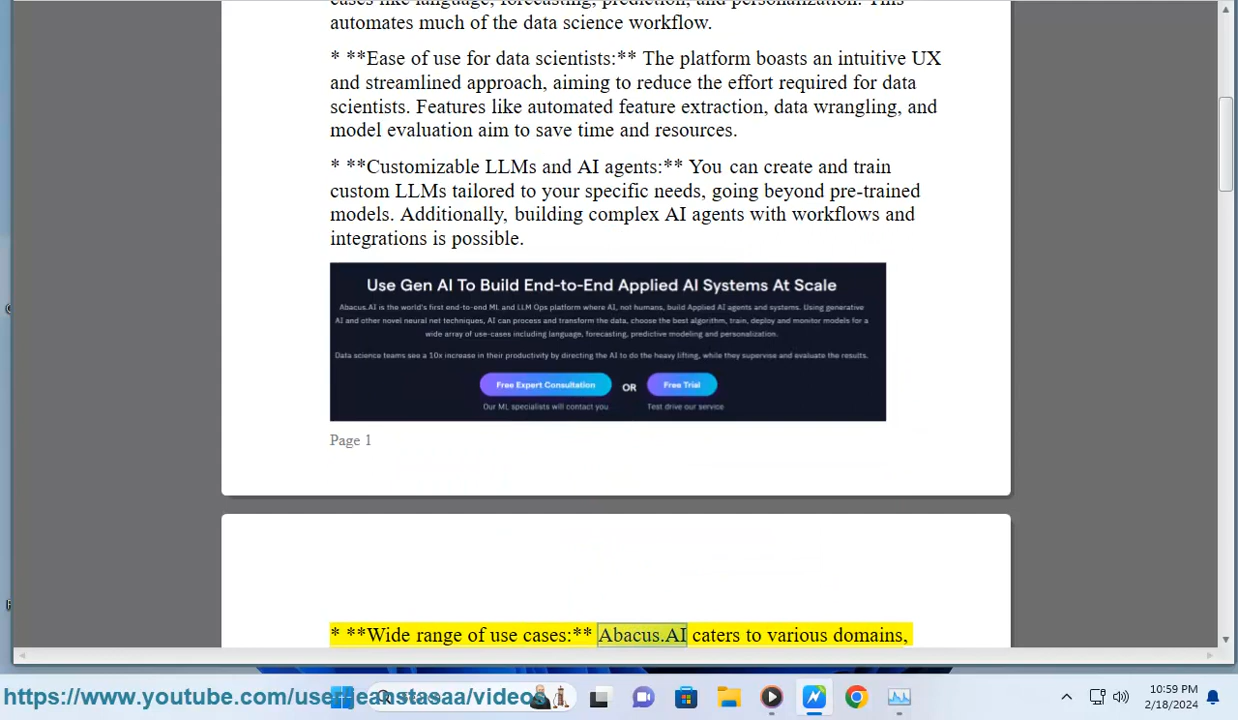 cases like language, forecasting, prediction, and personalization. This
automates much of the data science workflow.
* **Ease of use for data scientists:** The platform boasts an intuitive UX
and streamlined approach, aiming to reduce the effort required for data
scientists. Features like automated feature extraction, data wrangling, and
model evaluation aim to save time and resources.
* **Customizable LLMs and AI agents:** You can create and train
custom LLMs tailored to your specific needs, going beyond pre-trained
models. Additionally, building complex AI agents with workflows and
integrations is possible.
Use Gen AI To Build End-to-End Applied AI Systems At Scale
Abacus.AI is the world's first end-to-end ML and LLM Ops platform where AI, not humans, build Applied AI agents and systems. Using generative
AI and other novel neural net techniques, AI can process and transform the data, choose the best algorithm, train, deploy and monitor models for a
wide array of use-cases including language, forecasting, predictive modeling and personalization.
Data science teams see a 10x increase in their productivity by directing the AI to do the heavy lifting, while they supervise and evaluate the results.
Free Expert Consultation OR Free Trial
Our ML specialists will contact you Test drive our service
Page 1
* **Wide range of use cases:** Abacus.AI caters to various domains,
https://www.youtube.com/user/jeanstasaa/videos
10:59 PM
2/18/2024